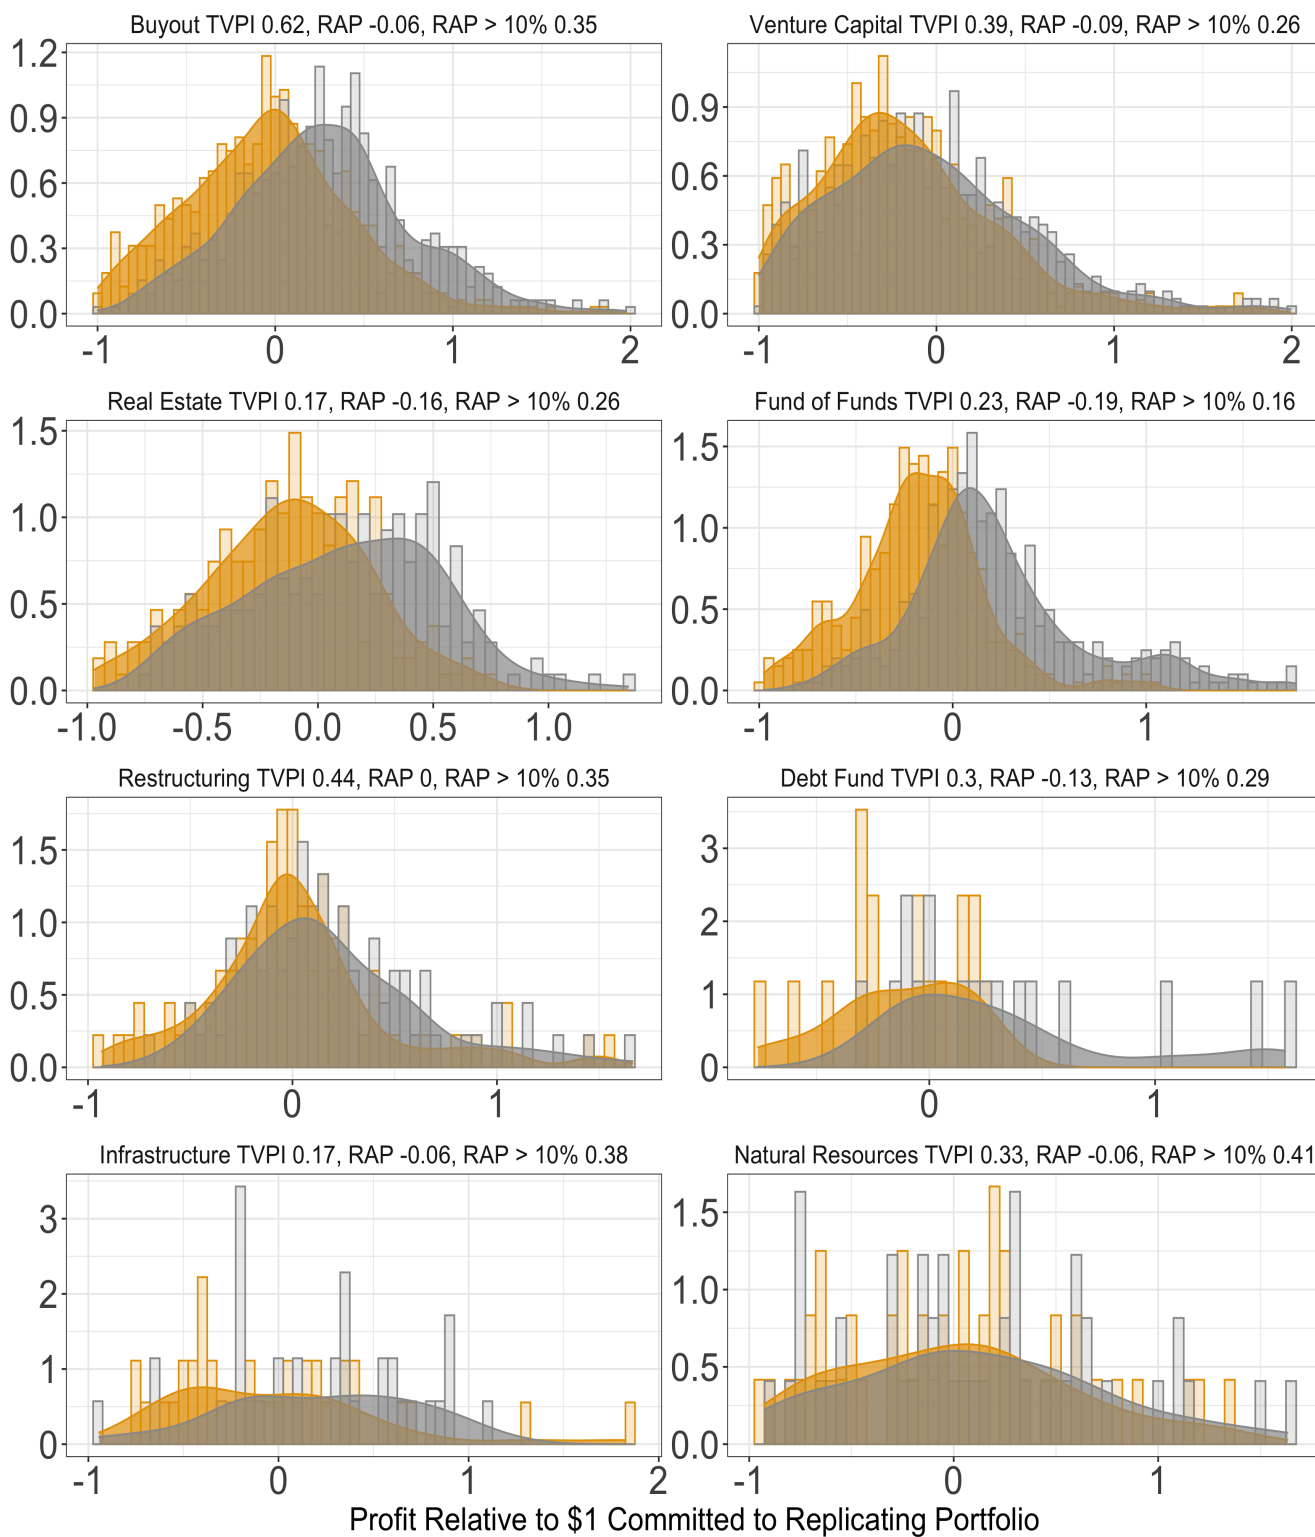 Buyout TVPI 0.62, RAP -0.06, RAP > 10% 0.35
1.2
0.9
0.6
0.3
0.0
-1 0 1 2
Venture Capital TVPI 0.39, RAP -0.09, RAP > 10% 0.26
0.9
0.6
0.3
0.0
-1 0 1 2
Real Estate TVPI 0.17, RAP -0.16, RAP > 10% 0.26
1.5
1.0
0.5
0.0
-1.0 -0.5 0.0 0.5 1.0
Fund of Funds TVPI 0.23, RAP -0.19, RAP > 10% 0.16
1.5
1.0
0.5
0.0
-1 0 1
Restructuring TVPI 0.44, RAP 0, RAP > 10% 0.35
1.5
1.0
0.5
0.0
-1 0 1
Debt Fund TVPI 0.3, RAP -0.13, RAP > 10% 0.29
3
2
1
0
0 1
Infrastructure TVPI 0.17, RAP -0.06, RAP > 10% 0.38
3
2
1
0
-1 0 1 2
Natural Resources TVPI 0.33, RAP -0.06, RAP > 10% 0.41
1.5
1.0
0.5
0.0
-1 0 1
Profit Relative to $1 Committed to Replicating Portfolio